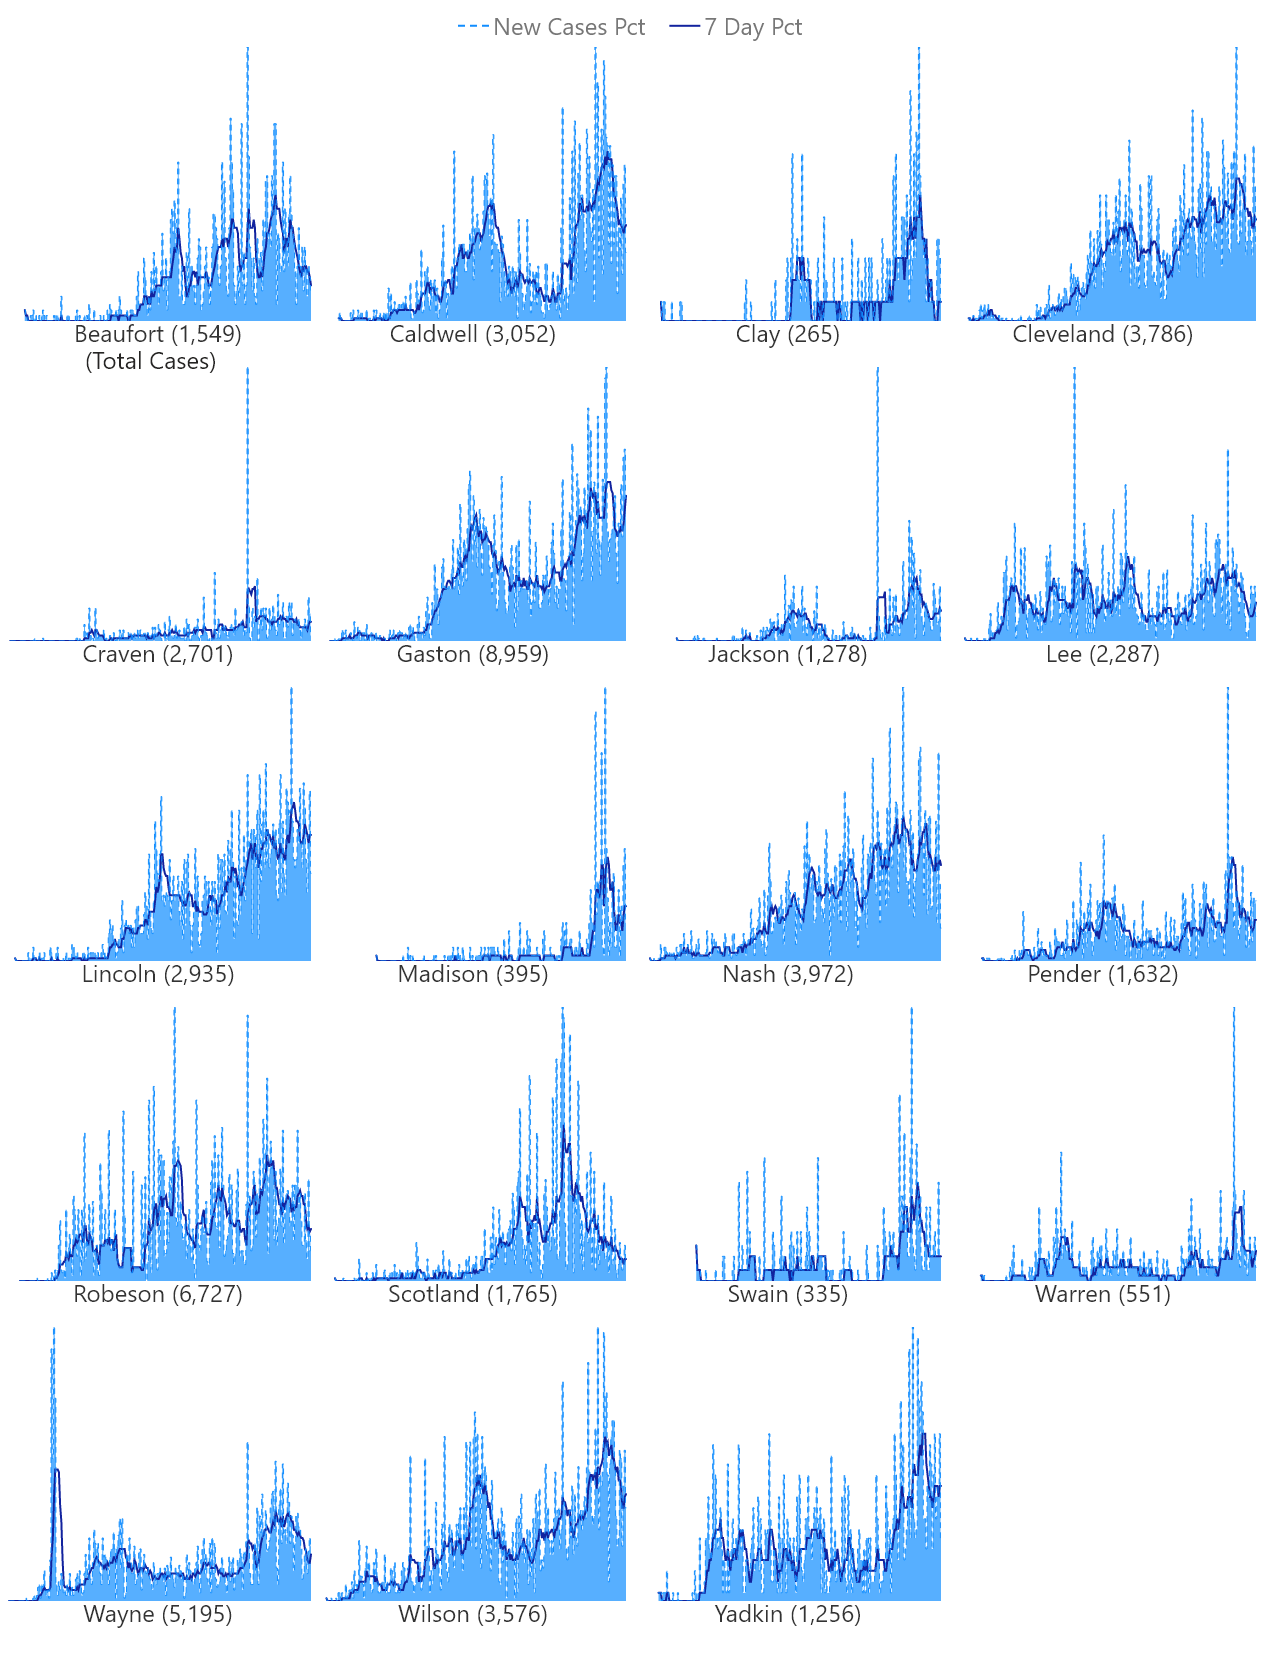 New Cases Pct 7 Day Pct
Beaufort (1,549) Caldwell (3,052) Clay (265) Cleveland (3,786)
(Total Cases)
Craven (2,701) Gaston (8,959) Jackson (1,278) Lee (2,287)
Lincoln (2,935) Madison (395) Nash (3,972) Pender (1,632)
Robeson (6,727) Scotland (1,765) Swain (335) Warren (551)
Wayne (5,195) Wilson (3,576) Yadkin (1,256)